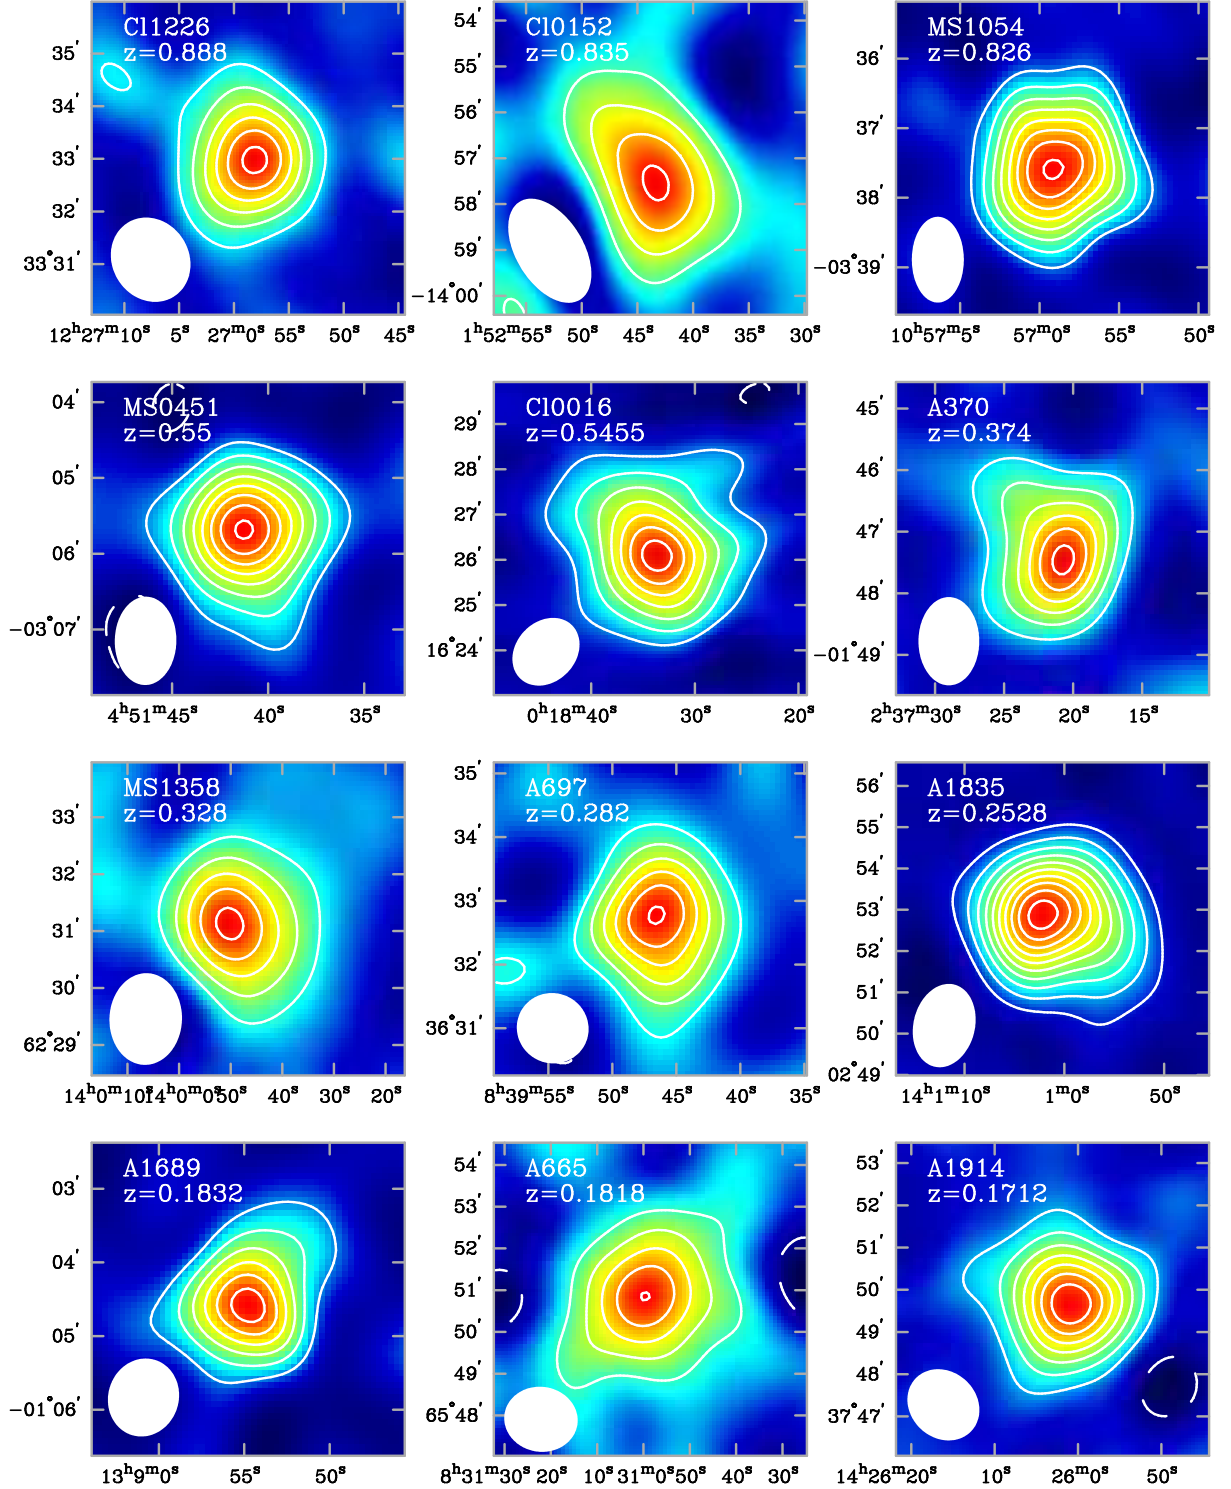 Cl1226
z=0.888
35′
34′
33′
32′
33°31′
12ʰ27ᵐ10ˢ 5ˢ 27ᵐ0ˢ 55ˢ 50ˢ 45ˢ
Cl0152
z=0.835
54′
55′
56′
57′
58′
59′
−14°00′
1ʰ52ᵐ55ˢ 50ˢ 45ˢ 40ˢ 35ˢ 30ˢ
MS1054
z=0.826
36′
37′
38′
−03°39′
10ʰ57ᵐ5ˢ 57ᵐ0ˢ 55ˢ 50ˢ
MS0451
z=0.55
04′
05′
06′
−03°07′
4ʰ51ᵐ45ˢ 40ˢ 35ˢ
Cl0016
z=0.5455
29′
28′
27′
26′
25′
16°24′
0ʰ18ᵐ40ˢ 30ˢ 20ˢ
A370
z=0.374
45′
46′
47′
48′
−01°49′
2ʰ37ᵐ30ˢ 25ˢ 20ˢ 15ˢ
MS1358
z=0.328
33′
32′
31′
30′
62°29′
14ʰ0ᵐ10ˢ 14ʰ0ᵐ0ˢ 50ˢ 40ˢ 30ˢ 20ˢ
A697
z=0.282
35′
34′
33′
32′
36°31′
8ʰ39ᵐ55ˢ 50ˢ 45ˢ 40ˢ 35ˢ
A1835
z=0.2528
56′
55′
54′
53′
52′
51′
50′
02°49′
14ʰ1ᵐ10ˢ 1ᵐ0ˢ 50ˢ
A1689
z=0.1832
03′
04′
05′
−01°06′
13ʰ9ᵐ0ˢ 55ˢ 50ˢ
A665
z=0.1818
54′
53′
52′
51′
50′
49′
65°48′
8ʰ31ᵐ30ˢ 20ˢ 10ˢ 31ᵐ0ˢ 50ˢ 40ˢ 30ˢ
A1914
z=0.1712
53′
52′
51′
50′
49′
48′
37°47′
14ʰ26ᵐ20ˢ 10ˢ 26ᵐ0ˢ 50ˢ